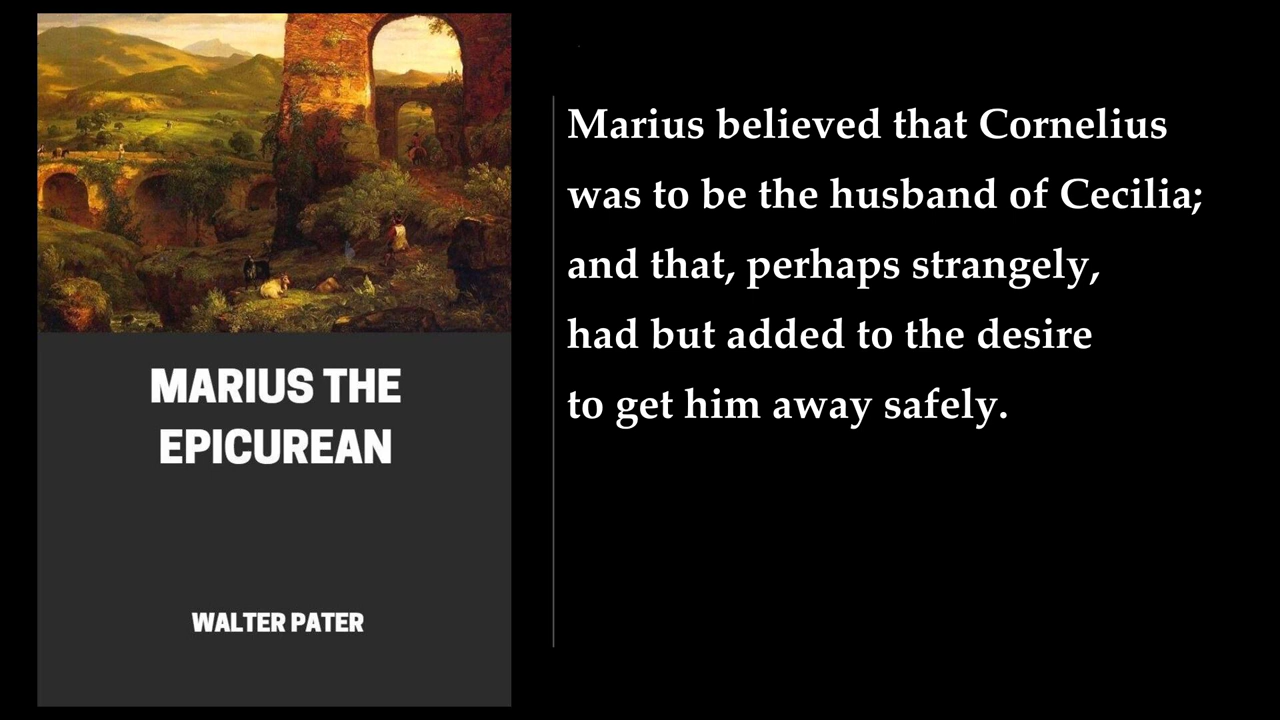 MARIUS THE
EPICUREAN
WALTER PATER
Marius believed that Cornelius
was to be the husband of Cecilia;
and that, perhaps strangely,
had but added to the desire
to get him away safely.